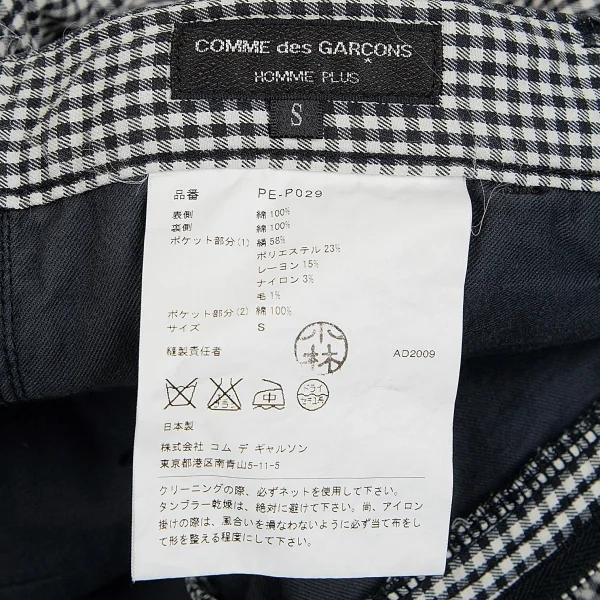 COMME des GARÇONS
HOMME PLUS
S
品番 PE-P029
表側 綿100%
裏側 綿100%
ポケット部分(1) 絹58%
ポリエステル23%
レーヨン15%
ナイロン3%
毛1%
ポケット部分(2) 綿100%
サイズ S
縫製責任者 小林 AD2009
ドライ
日本製
株式会社 コム デ ギャルソン
東京都港区南青山5-11-5
クリーニングの際、必ずネットを使用して下さい。
タンブラー乾燥は、絶対に避けて下さい。尚、アイロン
掛けの際は、風合いを損なわないように必ず当て布をし
て形を整える程度にして下さい。